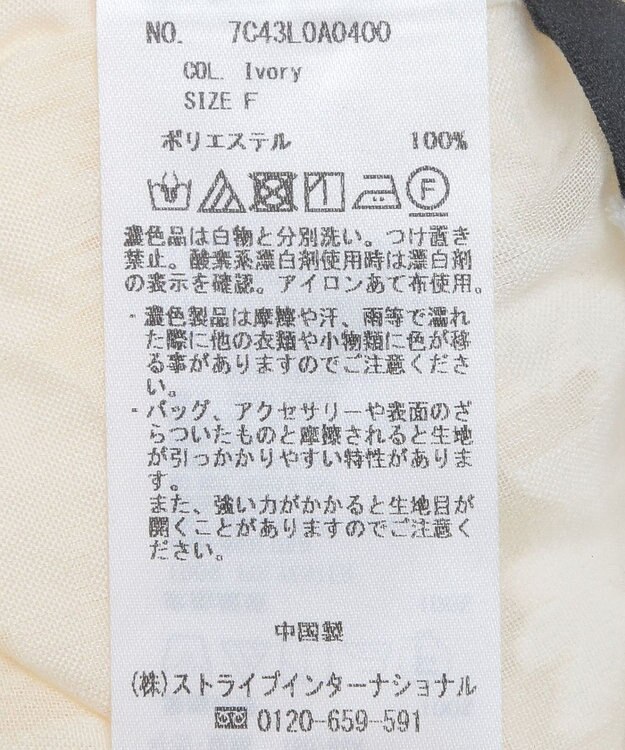 NO. 7C43L0A0400
COL. Ivory
SIZE F
ポリエステル 100%
F
濃色品は白物と分別洗い。つけ置き
禁止。酸素系漂白剤使用時は漂白剤
の表示を確認。アイロンあて布使用。
・濃色製品は摩擦や汗、雨等で濡れ
た際に他の衣類や小物類に色が移
る事がありますのでご注意くださ
い。
・バッグ、アクセサリーや表面のざ
らついたものと摩擦されると生地
が引っかかりやすい特性がありま
す。
また、強い力がかかると生地目が
開くことがありますのでご注意く
ださい。
中国製
(株)ストライプインターナショナル
0120-659-591